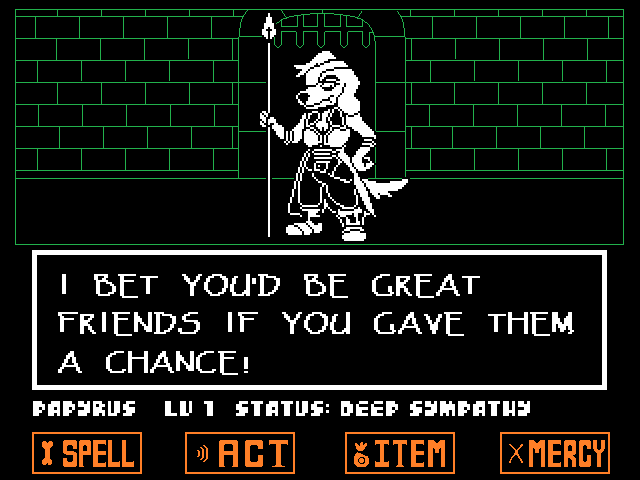 I BET YOU'D BE GREAT
FRIENDS IF YOU GAVE THEM
A CHANCE!
PAPYRUS LV 1 STATUS: DEEP SYMPATHY
SPELL ACT ITEM MERCY